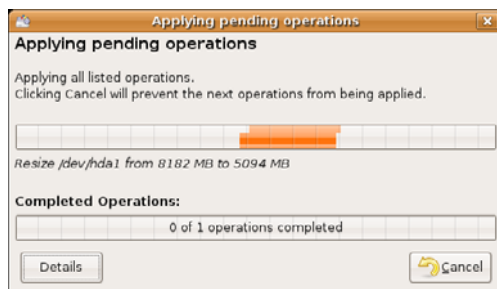 Applying pending operations
Applying pending operations
Applying all listed operations.
Clicking Cancel will prevent the next operations from being applied.
Resize /dev/hda1 from 8182 MB to 5094 MB
Completed Operations:
0 of 1 operations completed
Details
Cancel